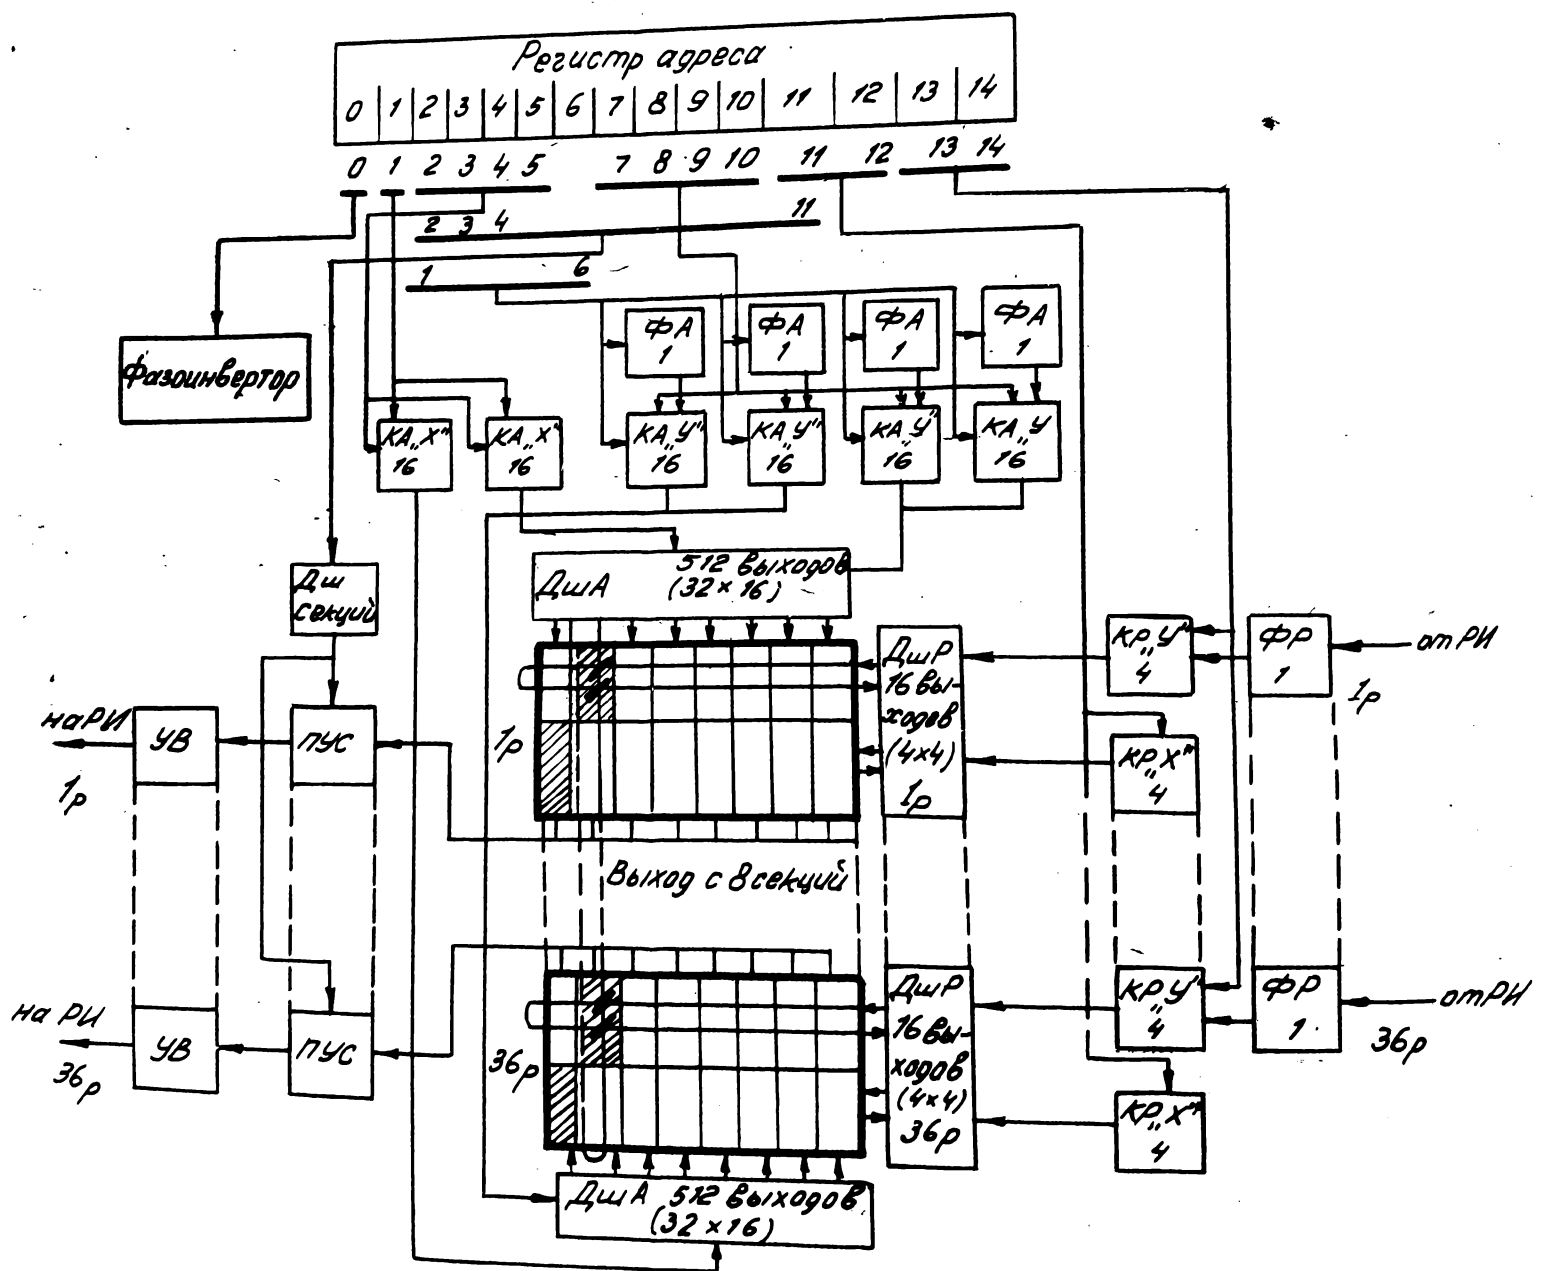 Регистр адреса
0 1 2 3 4 5 6 7 8 9 10 11 12 13 14
0 1 2 3 4 5 7 8 9 10 11 12 13 14
2 3 4 11
1 6
Фазоинвертор
ФА
1
ФА
1
ФА
1
ФА
1
КА„Х"
16
КА„Х"
16
КА„У"
16
КА„У"
16
КА„У"
16
КА„У
16
Дш
секций
ДшА 512 выходов
(32×16)
на РИ
1р
УВ
ПУС
1р
ДшР
16 вы-
ходов
(4×4)
1р
КР„У"
4
КР„Х"
4
ФР
1
от РИ
1р
Выход с 8 секций
на РИ
36р
УВ
ПУС
36р
ДшР
16 вы-
ходов
(4×4)
36р
КР„У"
4
КР„Х"
4
ФР
1
от РИ
36р
ДшА 512 выходов
(32×16)